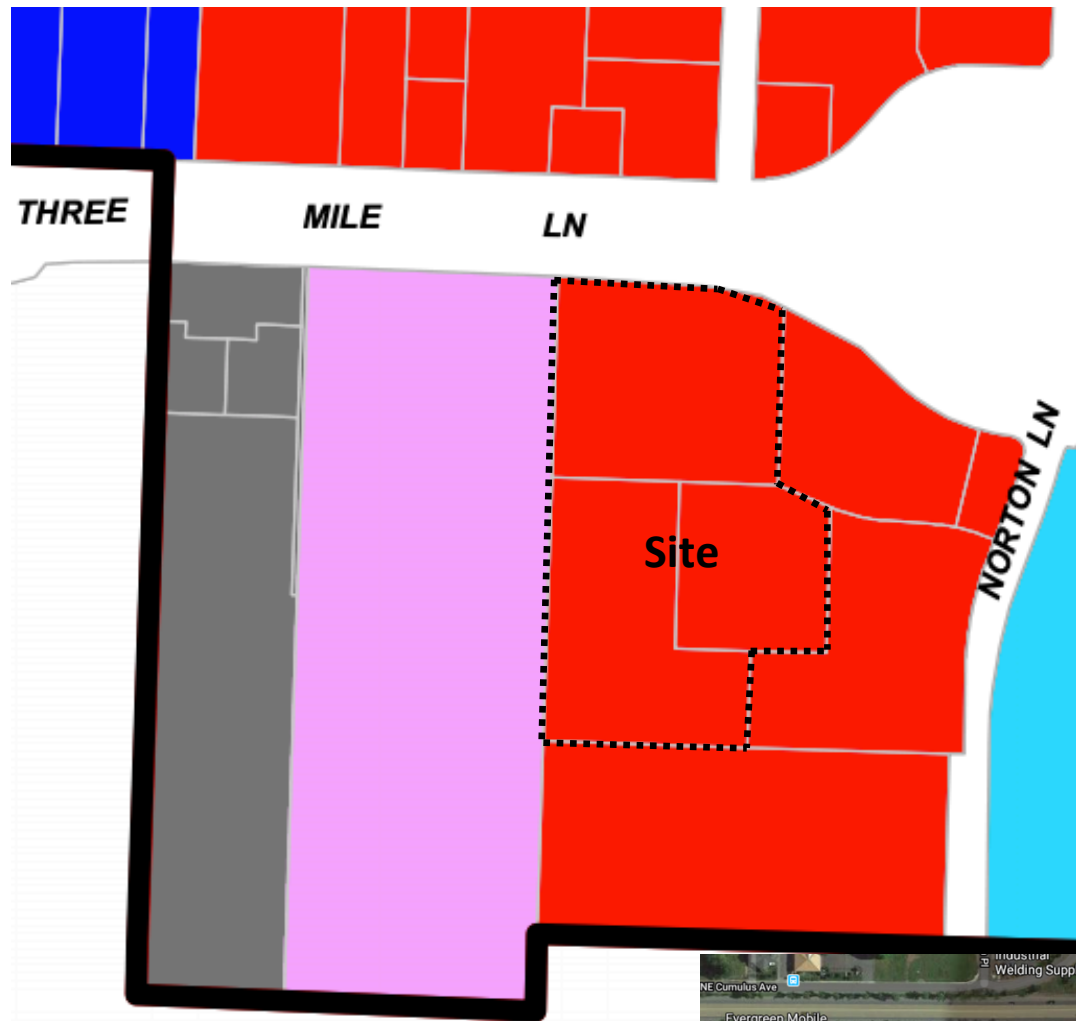 THREE MILE LN
NORTON LN
Site
Industrial
Welding Supp
NE Cumulus Ave
Evergreen Mobile